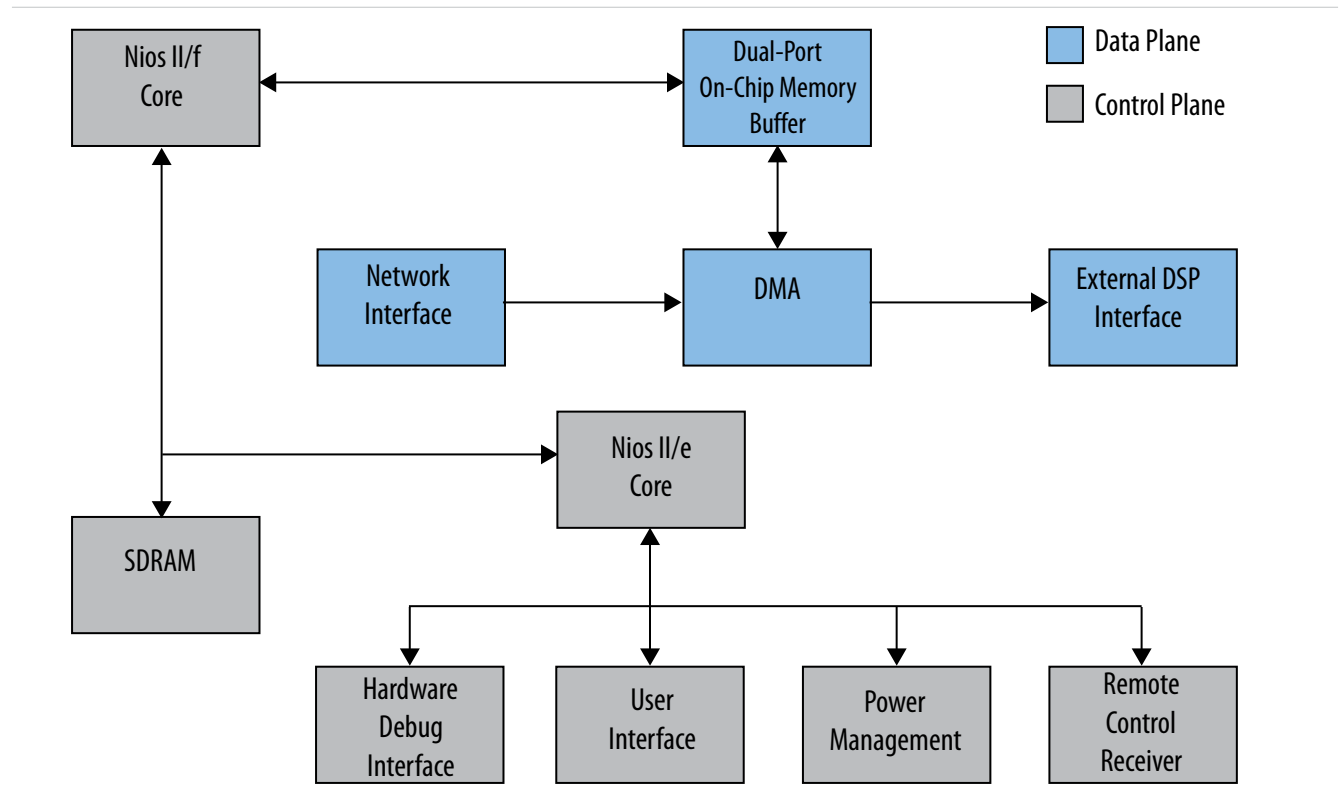 Nios II/f
Core
Dual-Port
On-Chip Memory
Buffer
Data Plane
Control Plane
Network
Interface
DMA
External DSP
Interface
Nios II/e
Core
SDRAM
Hardware
Debug
Interface
User
Interface
Power
Management
Remote
Control
Receiver